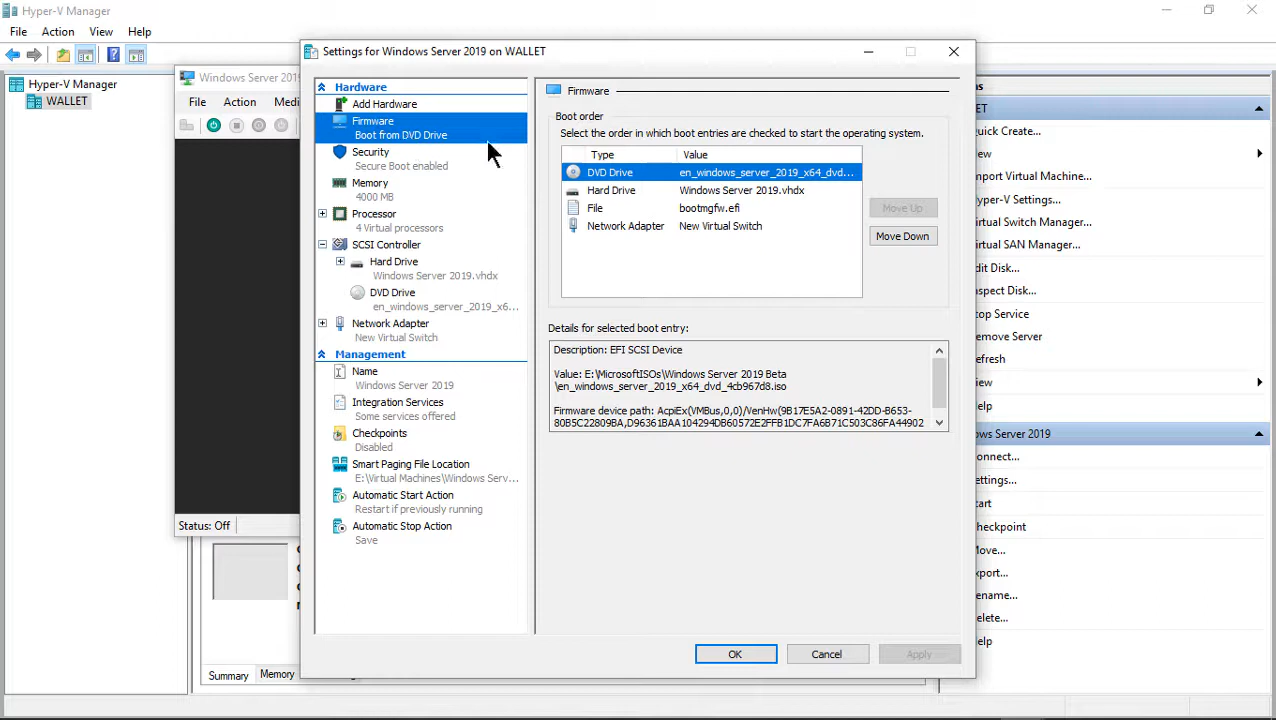 Hyper-V Manager
File Action View Help
Hyper-V Manager
WALLET
Windows Server 2019
File Action Medi
Status: Off
Summary Memory
Settings for Windows Server 2019 on WALLET
Hardware
Add Hardware
Firmware
Boot from DVD Drive
Security
Secure Boot enabled
Memory
4000 MB
Processor
4 Virtual processors
SCSI Controller
Hard Drive
Windows Server 2019.vhdx
DVD Drive
en_windows_server_2019_x6...
Network Adapter
New Virtual Switch
Management
Name
Windows Server 2019
Integration Services
Some services offered
Checkpoints
Disabled
Smart Paging File Location
E:\Virtual Machines\Windows Serv...
Automatic Start Action
Restart if previously running
Automatic Stop Action
Save
Firmware
Boot order
Select the order in which boot entries are checked to start the operating system.
Type Value
DVD Drive en_windows_server_2019_x64_dvd...
Hard Drive Windows Server 2019.vhdx
File bootmgfw.efi
Network Adapter New Virtual Switch
Move Up
Move Down
Details for selected boot entry:
Description: EFI SCSI Device
Value: E:\MicrosoftISOs\Windows Server 2019 Beta
\en_windows_server_2019_x64_dvd_4cb967d8.iso
Firmware device path: AcpiEx(VMBus,0,0)/VenHw(9B17E5A2-0891-42DD-B653-
80B5C22809BA,D96361BAA104294DB60572E2FFB1DC7FA6B71C503C86FA44902
OK Cancel Apply
ns
ET
uick Create...
ew
mport Virtual Machine...
yper-V Settings...
irtual Switch Manager...
irtual SAN Manager...
dit Disk...
nspect Disk...
top Service
emove Server
efresh
iew
elp
ows Server 2019
onnect...
ettings...
tart
heckpoint
ove...
xport...
ename...
elete...
elp